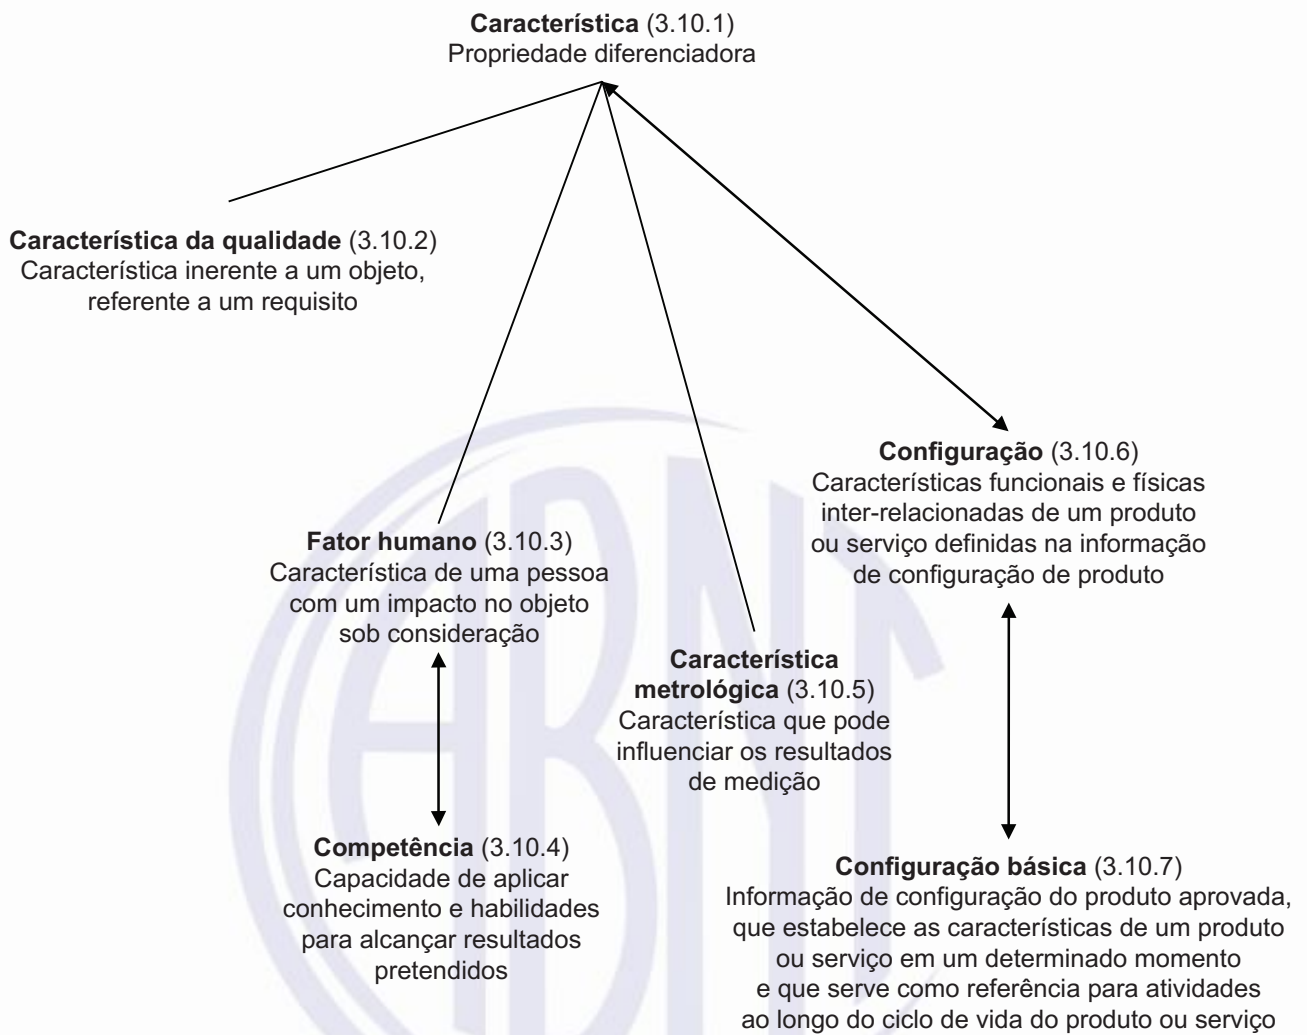 Característica (3.10.1)
Propriedade diferenciadora
Característica da qualidade (3.10.2)
Característica inerente a um objeto,
referente a um requisito
Fator humano (3.10.3)
Característica de uma pessoa
com um impacto no objeto
sob consideração
Competência (3.10.4)
Capacidade de aplicar
conhecimento e habilidades
para alcançar resultados
pretendidos
Característica
metrológica (3.10.5)
Característica que pode
influenciar os resultados
de medição
Configuração (3.10.6)
Características funcionais e físicas
inter-relacionadas de um produto
ou serviço definidas na informação
de configuração de produto
Configuração básica (3.10.7)
Informação de configuração do produto aprovada,
que estabelece as características de um produto
ou serviço em um determinado momento
e que serve como referência para atividades
ao longo do ciclo de vida do produto ou serviço
ABNT